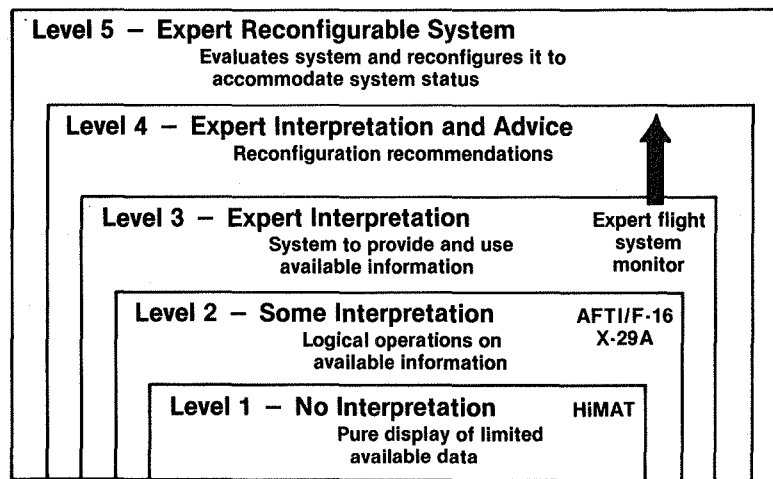 Level 5 – Expert Reconfigurable System
Evaluates system and reconfigures it to
accommodate system status
Level 4 – Expert Interpretation and Advice
Reconfiguration recommendations
Level 3 – Expert Interpretation
System to provide and use
available information
Expert flight
system
monitor
Level 2 – Some Interpretation
Logical operations on
available information
AFTI/F-16
X-29A
Level 1 – No Interpretation
HiMAT
Pure display of limited
available data